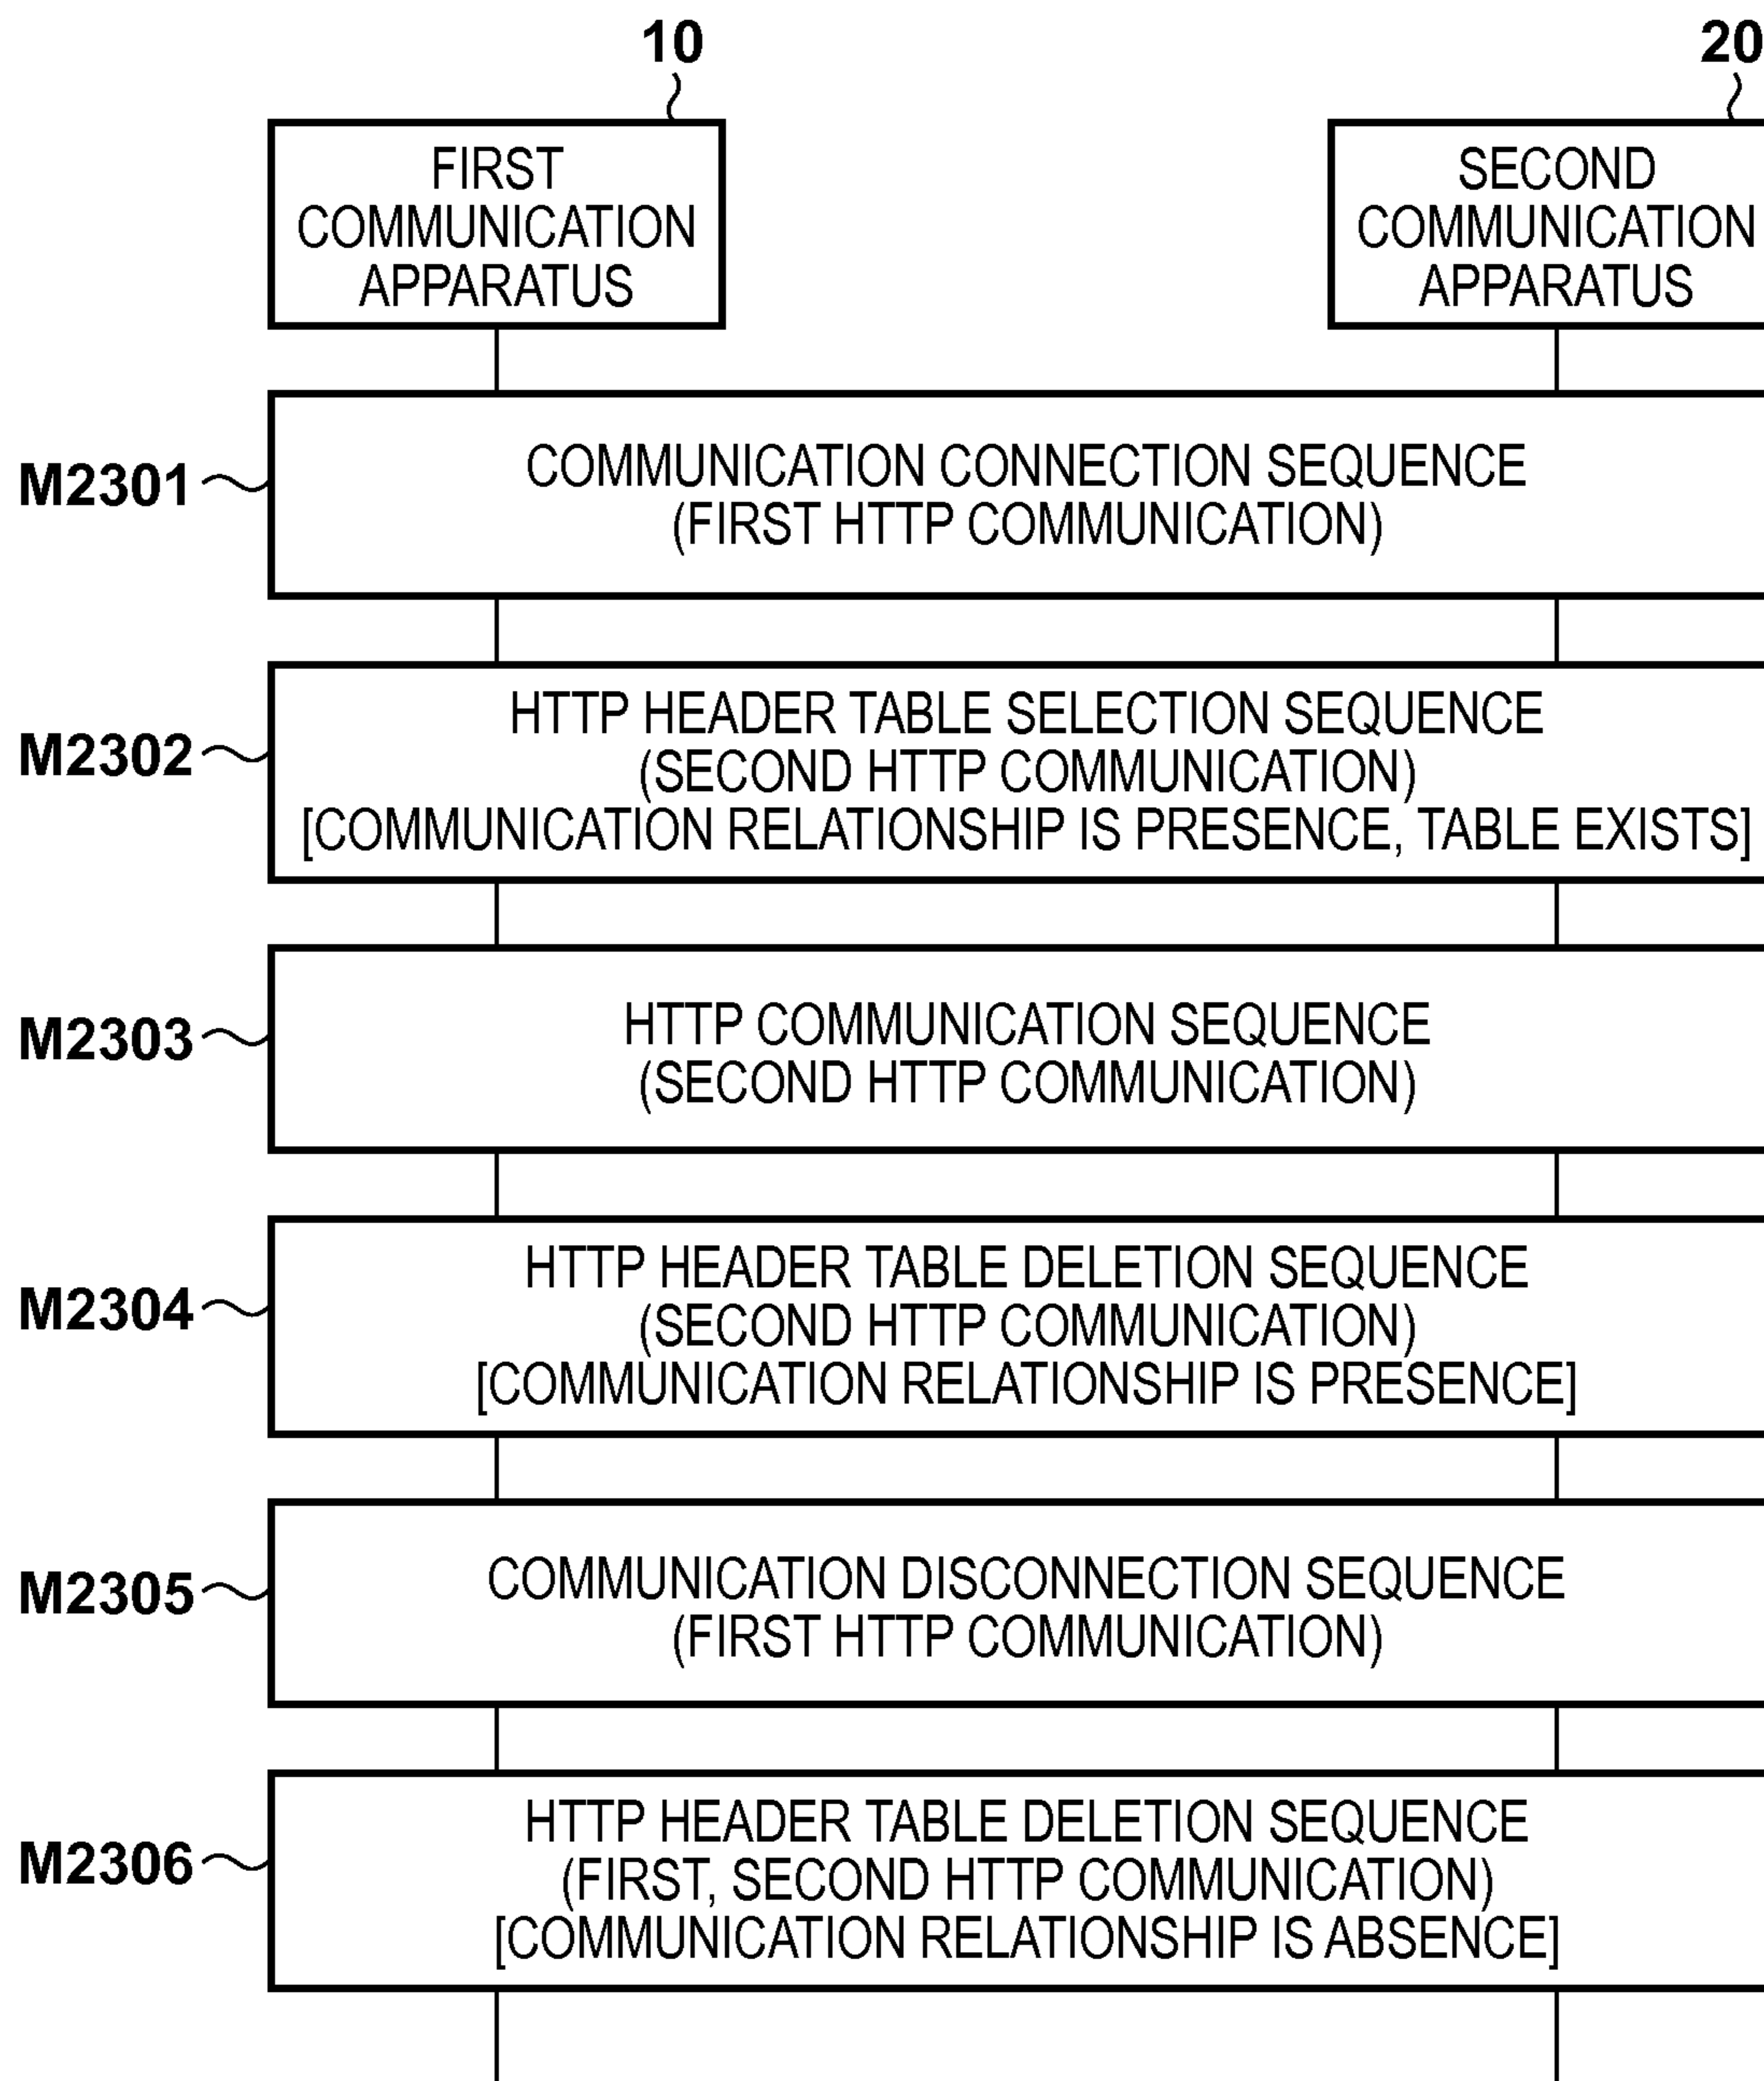 10
20
FIRST
COMMUNICATION
APPARATUS
SECOND
COMMUNICATION
APPARATUS
M2301
COMMUNICATION CONNECTION SEQUENCE
(FIRST HTTP COMMUNICATION)
M2302
HTTP HEADER TABLE SELECTION SEQUENCE
(SECOND HTTP COMMUNICATION)
[COMMUNICATION RELATIONSHIP IS PRESENCE, TABLE EXISTS]
M2303
HTTP COMMUNICATION SEQUENCE
(SECOND HTTP COMMUNICATION)
M2304
HTTP HEADER TABLE DELETION SEQUENCE
(SECOND HTTP COMMUNICATION)
[COMMUNICATION RELATIONSHIP IS PRESENCE]
M2305
COMMUNICATION DISCONNECTION SEQUENCE
(FIRST HTTP COMMUNICATION)
M2306
HTTP HEADER TABLE DELETION SEQUENCE
(FIRST, SECOND HTTP COMMUNICATION)
[COMMUNICATION RELATIONSHIP IS ABSENCE]